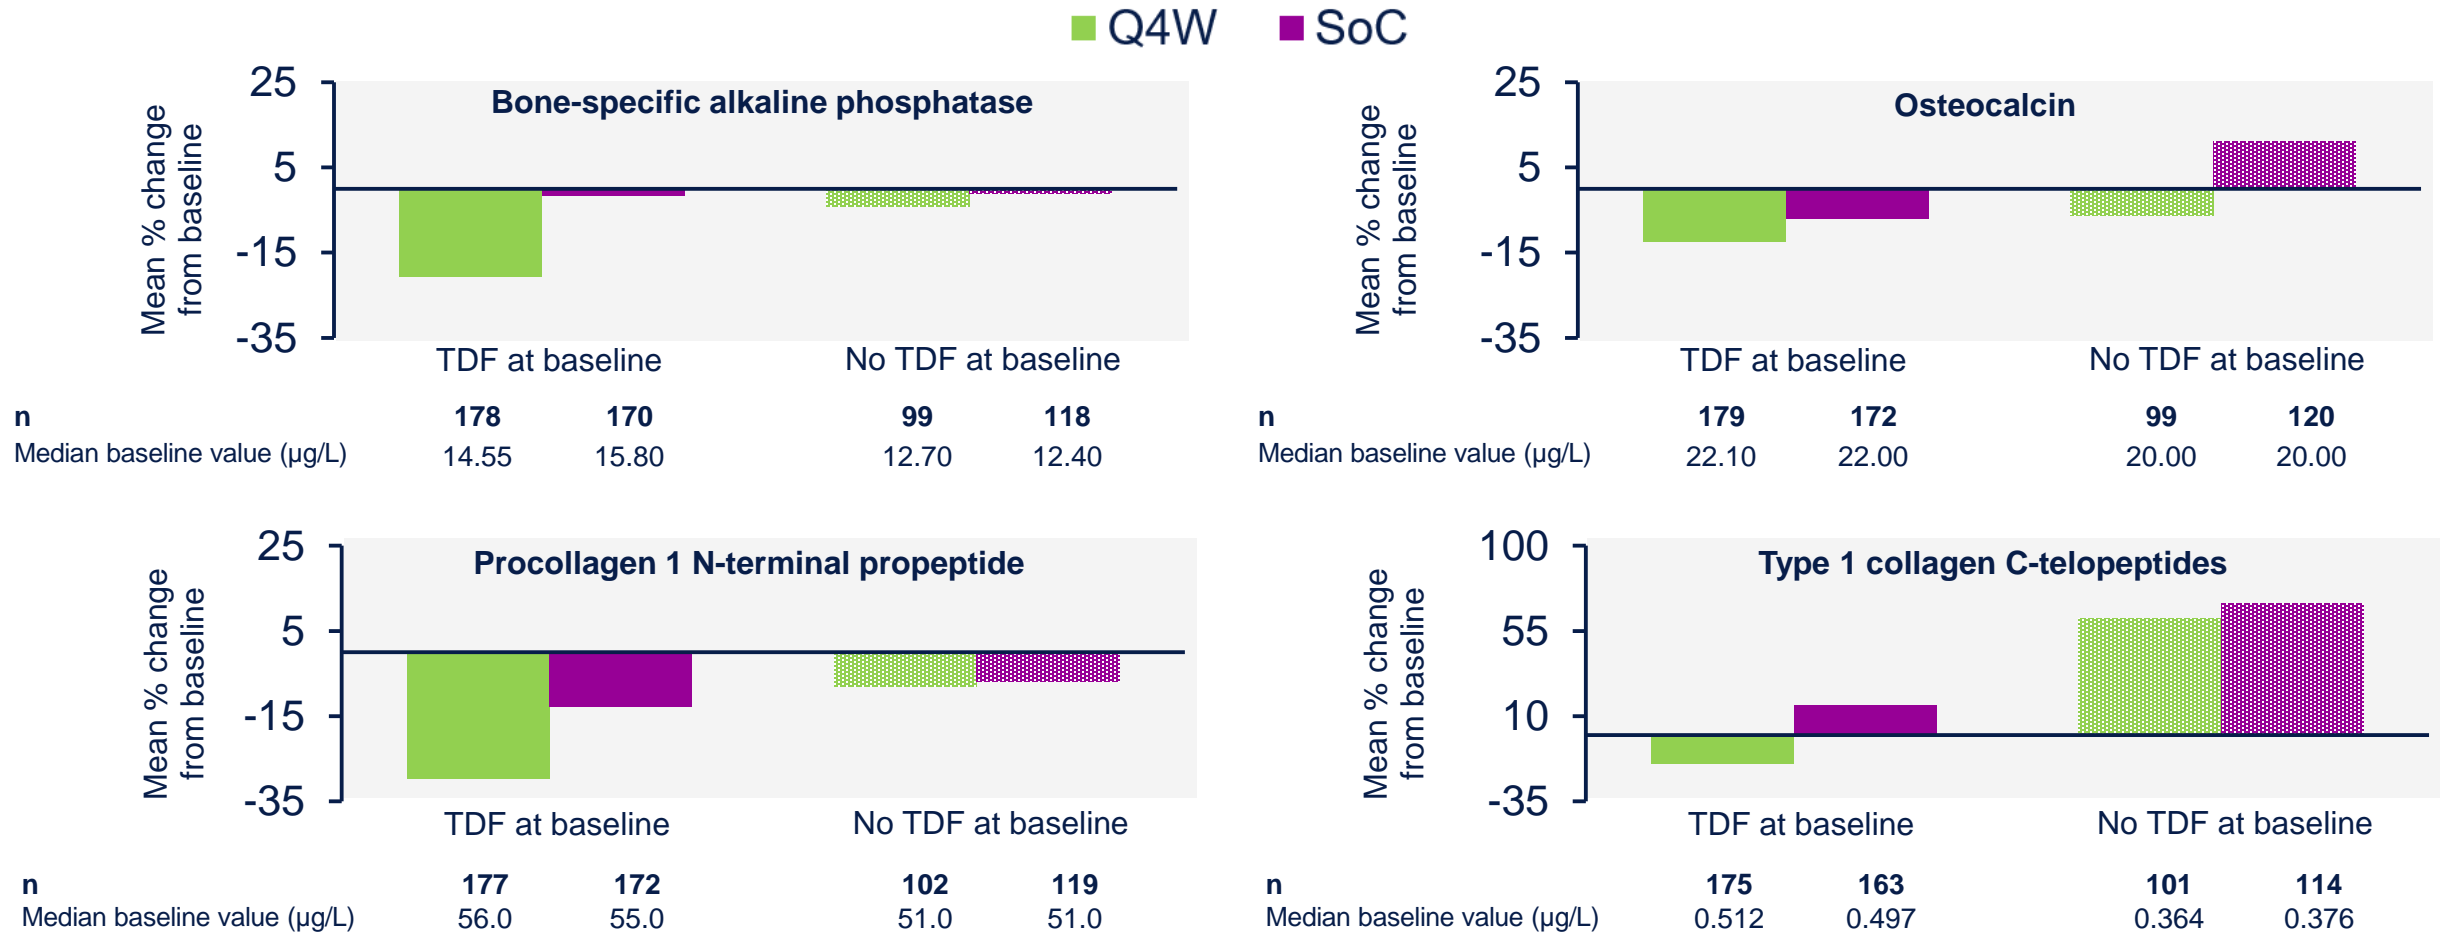 Q4W SoC
Bone-specific alkaline phosphatase
Mean % change
from baseline
25
5
-15
-35
TDF at baseline No TDF at baseline
n 178 170 99 118
Median baseline value (µg/L) 14.55 15.80 12.70 12.40
Osteocalcin
Mean % change
from baseline
25
5
-15
-35
TDF at baseline No TDF at baseline
n 179 172 99 120
Median baseline value (µg/L) 22.10 22.00 20.00 20.00
Procollagen 1 N-terminal propeptide
Mean % change
from baseline
25
5
-15
-35
TDF at baseline No TDF at baseline
n 177 172 102 119
Median baseline value (µg/L) 56.0 55.0 51.0 51.0
Type 1 collagen C-telopeptides
Mean % change
from baseline
100
55
10
-35
TDF at baseline No TDF at baseline
n 175 163 101 114
Median baseline value (µg/L) 0.512 0.497 0.364 0.376